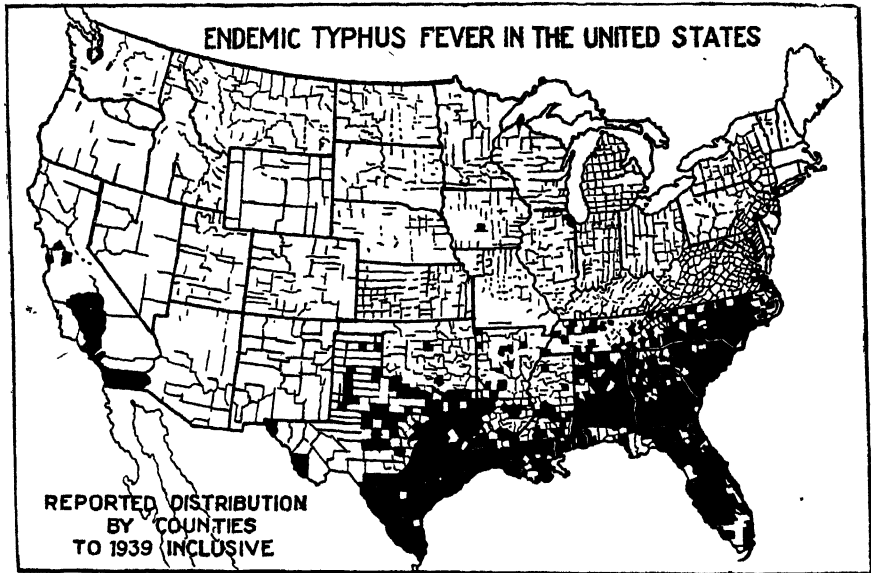 ENDEMIC TYPHUS FEVER IN THE UNITED STATES
REPORTED DISTRIBUTION
BY COUNTIES
TO 1939 INCLUSIVE